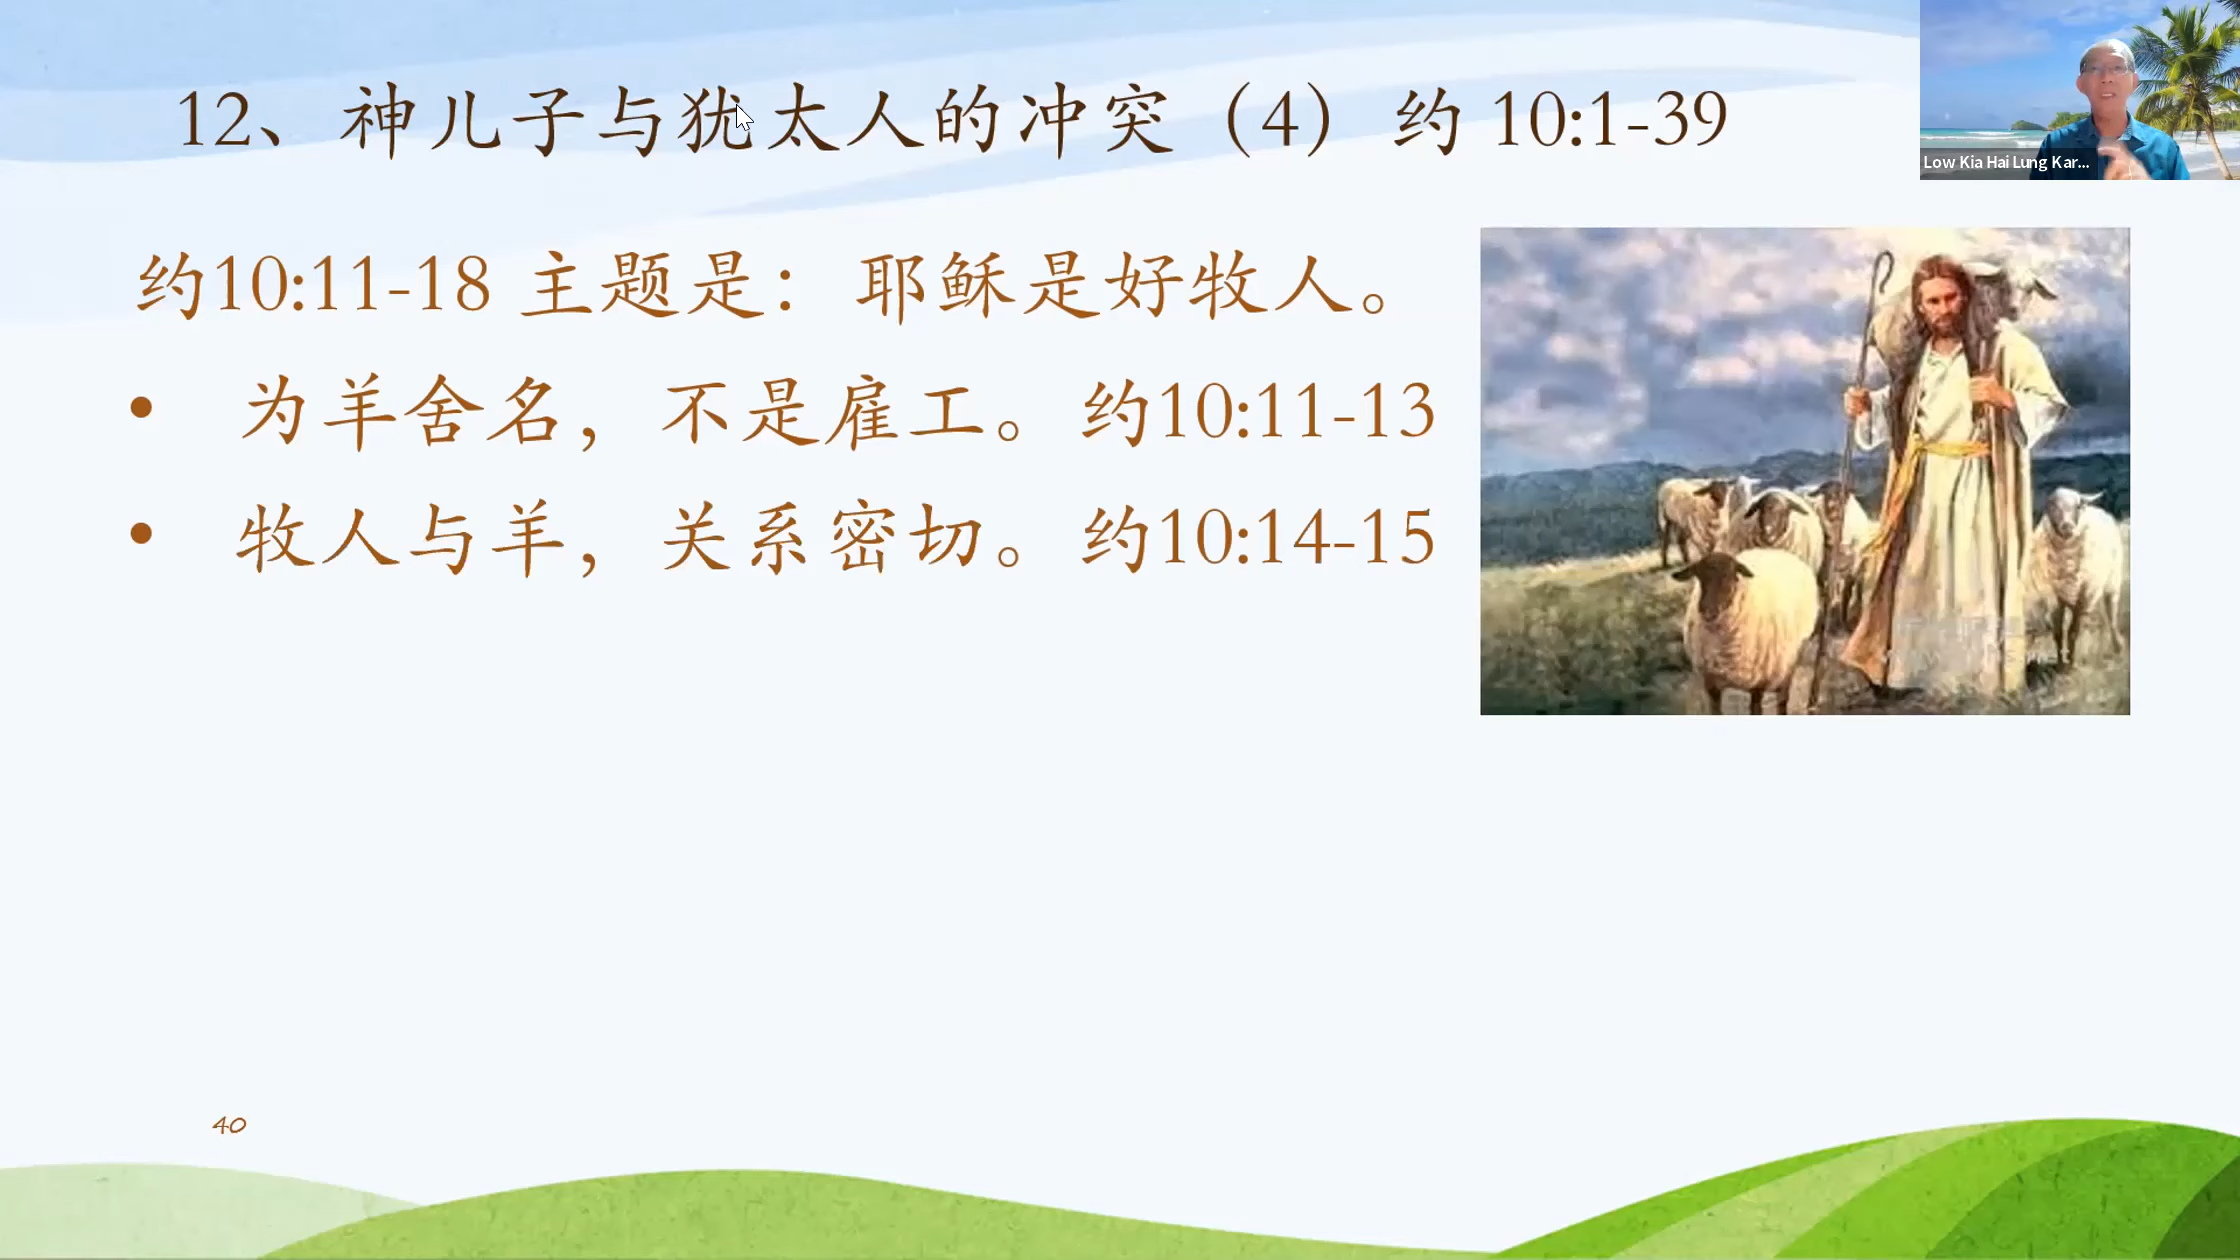 12、神儿子与犹太人的冲突（4） 约 10:1-39
Low Kia Hai Lung Kar...
约10:11-18 主题是： 耶稣是好牧人。
• 为羊舍名，不是雇工。约10:11-13
• 牧人与羊，关系密切。约10:14-15
40